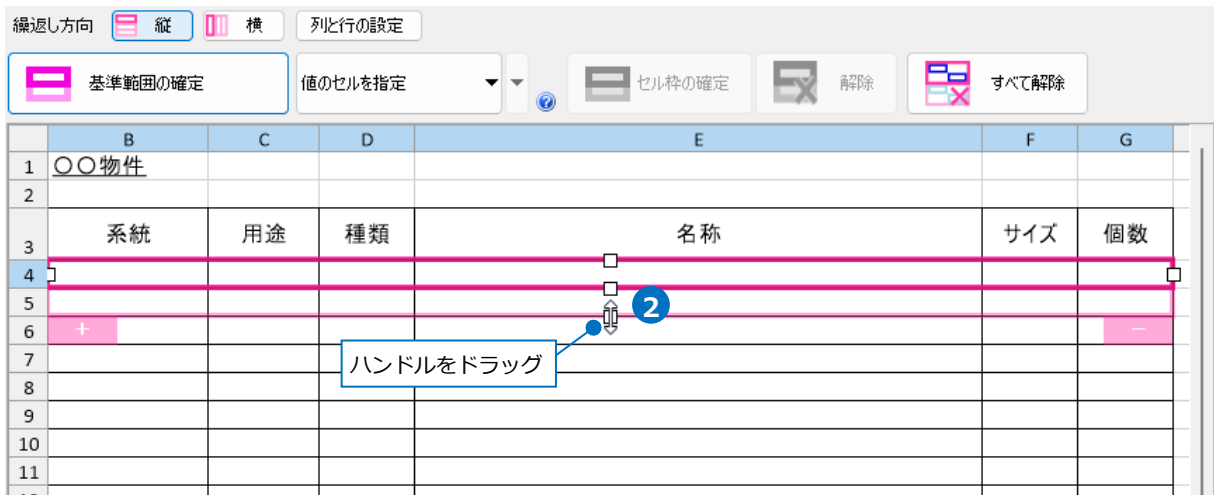 繰返し方向 縦 横 列と行の設定
基準範囲の確定 値のセルを指定 セル枠の確定 解除 すべて解除
B C D E F G
1 〇〇物件
2
3 系統 用途 種類 名称 サイズ 個数
4
5 2
6 + −
7 ハンドルをドラッグ
8
9
10
11